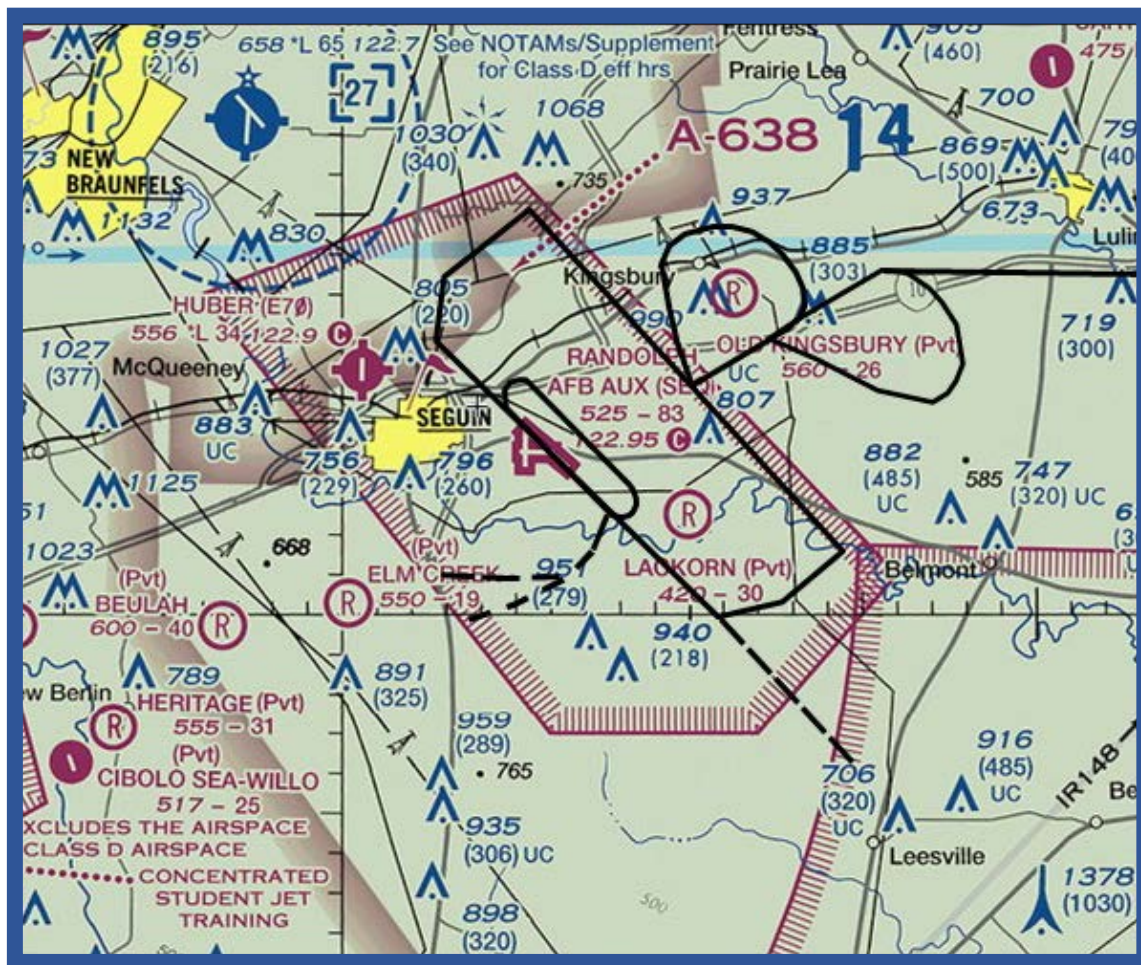 895
(216)
658 *L 65 122.7
See NOTAMs/Supplement
for Class D eff hrs
Fentress
905
(460)
475
Prairie Lea
27
1068
700
1030
(340)
A-638
14
869
(500)
79
(40
NEW
BRAUNFELS
735
673
1132
830
937
Lulin
HUBER (E70)
556 *L 34 122.9 C
805
(220)
Kingsbury
885
(303)
R
10
990
719
(300)
1027
(377)
McQueeney
RANDOLPH
AFB AUX (SEQ)
525 - 83
122.95 C
OLD KINGSBURY (Pvt)
560 - 26
UC
807
SEGUIN
883
UC
756
(229)
796
(260)
882
(485)
UC
585
747
(320) UC
1125
R
1023
668
(Pvt)
ELM CREEK
550 - 19
951
(279)
LACKORN (Pvt)
420 - 30
Belmont
(Pvt)
BEULAH
600 - 40
R
R
940
(218)
789
891
(325)
w Berlin
HERITAGE (Pvt)
555 - 31
R
(Pvt)
CIBOLO SEA-WILLO
517 - 25
959
(289)
765
706
(320)
UC
916
(485)
UC
IR148
Be
XCLUDES THE AIRSPACE
CLASS D AIRSPACE
CONCENTRATED
STUDENT JET
TRAINING
935
(306) UC
Leesville
898
(320)
500
1378
(1030)